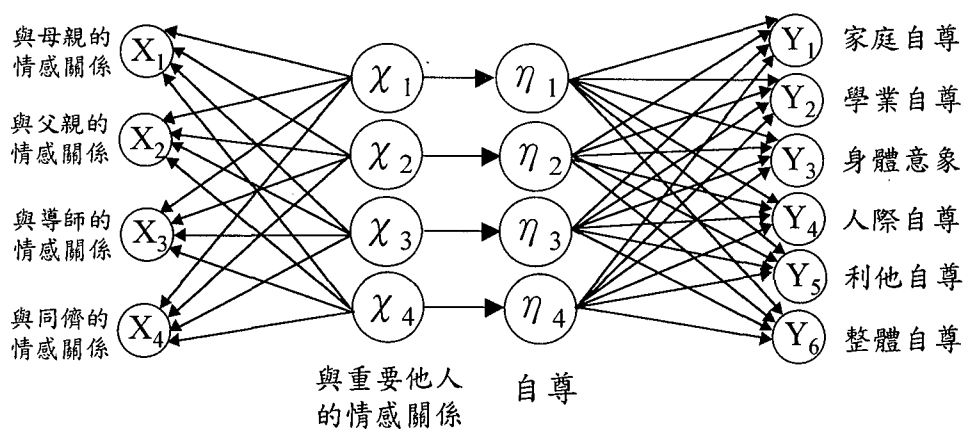 與母親的
情感關係
X1
與父親的
情感關係
X2
與導師的
情感關係
X3
與同儕的
情感關係
X4
χ1
χ2
χ3
χ4
與重要他人
的情感關係
η1
η2
η3
η4
自尊
Y1 家庭自尊
Y2 學業自尊
Y3 身體意象
Y4 人際自尊
Y5 利他自尊
Y6 整體自尊